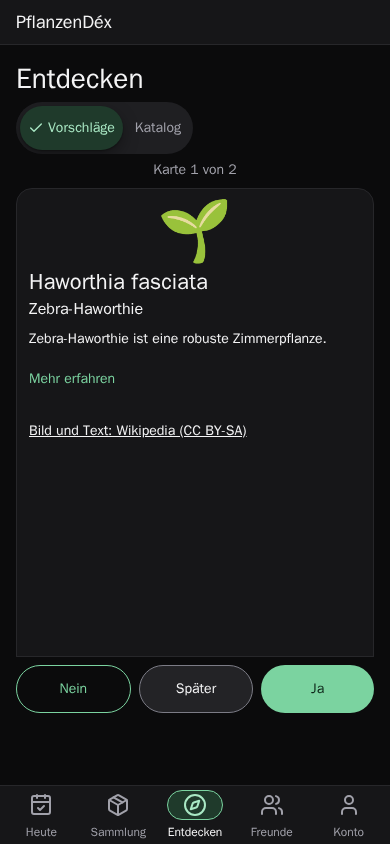 PflanzenDéx
Entdecken
Vorschläge
Katalog
Karte 1 von 2
Haworthia fasciata
Zebra-Haworthie
Zebra-Haworthie ist eine robuste Zimmerpflanze.
Mehr erfahren
Bild und Text: Wikipedia (CC BY-SA)
Nein
Später
Ja
Heute
Sammlung
Entdecken
Freunde
Konto